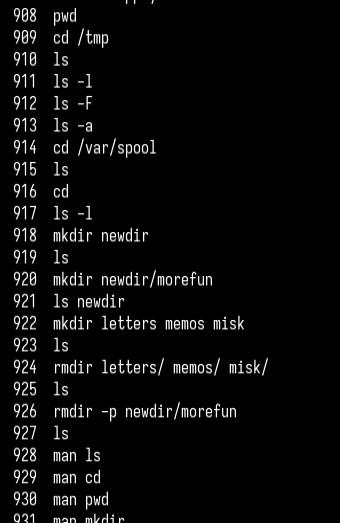 908 pwd
909 cd /tmp
910 ls
911 ls -l
912 ls -F
913 ls -a
914 cd /var/spool
915 ls
916 cd
917 ls -l
918 mkdir newdir
919 ls
920 mkdir newdir/morefun
921 ls newdir
922 mkdir letters memos misk
923 ls
924 rmdir letters/ memos/ misk/
925 ls
926 rmdir -p newdir/morefun
927 ls
928 man ls
929 man cd
930 man pwd
931 man mkdir